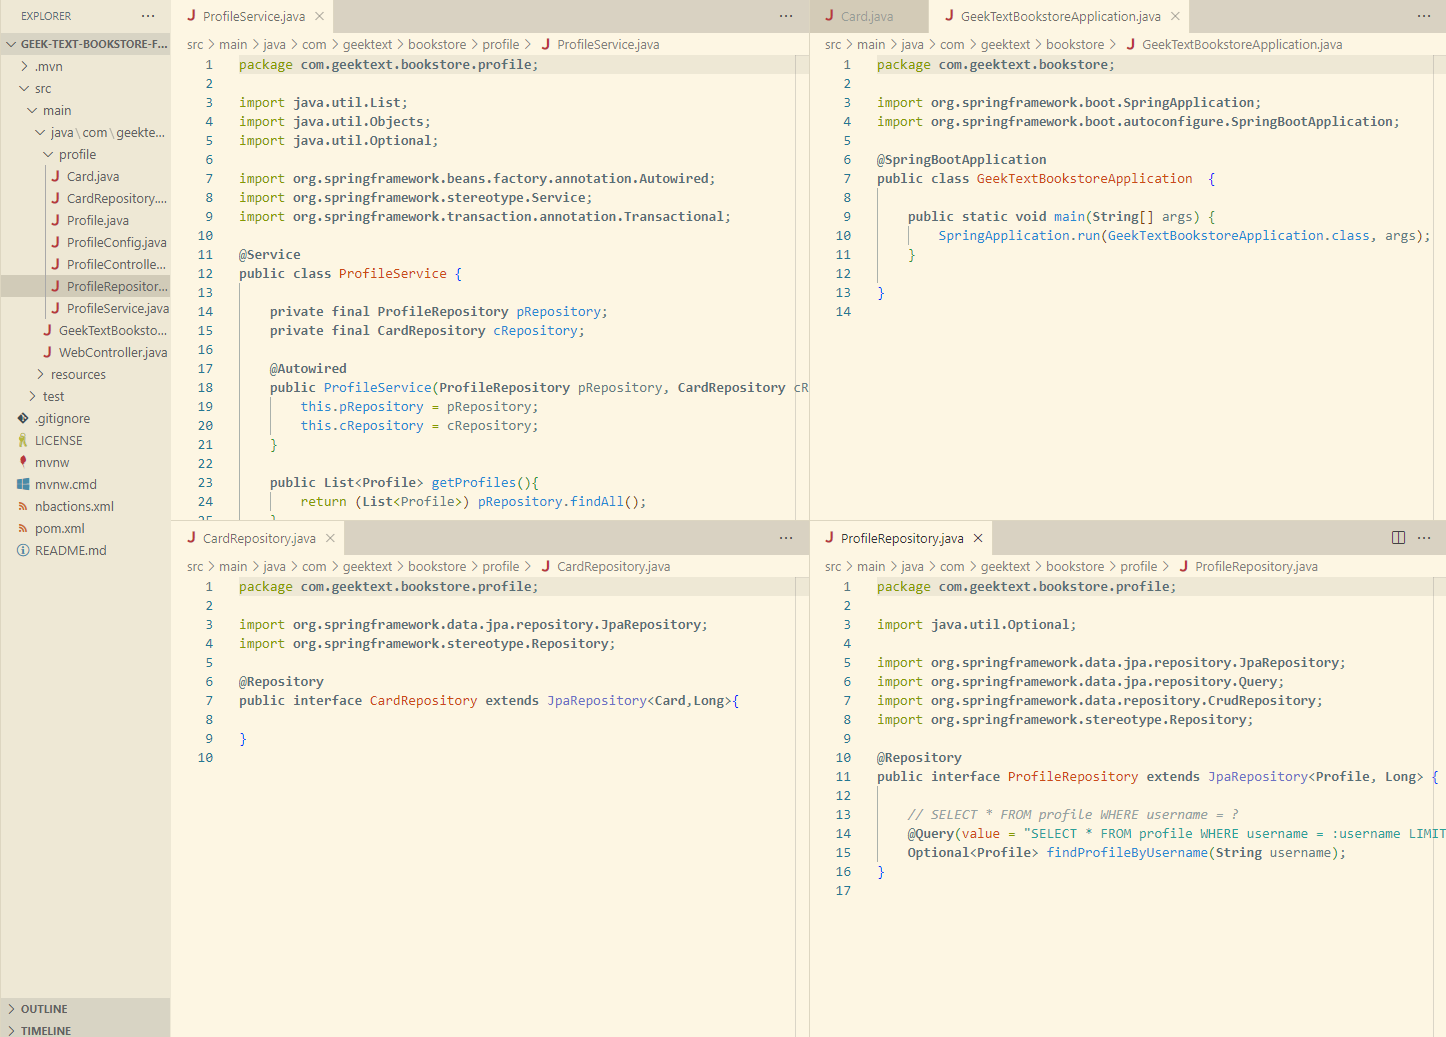 EXPLORER
GEEK-TEXT-BOOKSTORE-F...
.mvn
src
main
java\com\geekte...
profile
Card.java
CardRepository....
Profile.java
ProfileConfig.java
ProfileControlle...
ProfileRepositor...
ProfileService.java
GeekTextBooksto...
WebController.java
resources
test
.gitignore
LICENSE
mvnw
mvnw.cmd
nbactions.xml
pom.xml
README.md
OUTLINE
TIMELINE
ProfileService.java
src > main > java > com > geektext > bookstore > profile > ProfileService.java
1 package com.geektext.bookstore.profile;
2
3 import java.util.List;
4 import java.util.Objects;
5 import java.util.Optional;
6
7 import org.springframework.beans.factory.annotation.Autowired;
8 import org.springframework.stereotype.Service;
9 import org.springframework.transaction.annotation.Transactional;
10
11 @Service
12 public class ProfileService {
13
14 private final ProfileRepository pRepository;
15 private final CardRepository cRepository;
16
17 @Autowired
18 public ProfileService(ProfileRepository pRepository, CardRepository cR
19 this.pRepository = pRepository;
20 this.cRepository = cRepository;
21 }
22
23 public List<Profile> getProfiles(){
24 return (List<Profile>) pRepository.findAll();
25 }
Card.java GeekTextBookstoreApplication.java
src > main > java > com > geektext > bookstore > GeekTextBookstoreApplication.java
1 package com.geektext.bookstore;
2
3 import org.springframework.boot.SpringApplication;
4 import org.springframework.boot.autoconfigure.SpringBootApplication;
5
6 @SpringBootApplication
7 public class GeekTextBookstoreApplication {
8
9 public static void main(String[] args) {
10 SpringApplication.run(GeekTextBookstoreApplication.class, args);
11 }
12
13 }
14
CardRepository.java
src > main > java > com > geektext > bookstore > profile > CardRepository.java
1 package com.geektext.bookstore.profile;
2
3 import org.springframework.data.jpa.repository.JpaRepository;
4 import org.springframework.stereotype.Repository;
5
6 @Repository
7 public interface CardRepository extends JpaRepository<Card,Long>{
8
9 }
10
ProfileRepository.java
src > main > java > com > geektext > bookstore > profile > ProfileRepository.java
1 package com.geektext.bookstore.profile;
2
3 import java.util.Optional;
4
5 import org.springframework.data.jpa.repository.JpaRepository;
6 import org.springframework.data.jpa.repository.Query;
7 import org.springframework.data.repository.CrudRepository;
8 import org.springframework.stereotype.Repository;
9
10 @Repository
11 public interface ProfileRepository extends JpaRepository<Profile, Long> {
12
13 // SELECT * FROM profile WHERE username = ?
14 @Query(value = "SELECT * FROM profile WHERE username = :username LIMIT
15 Optional<Profile> findProfileByUsername(String username);
16 }
17